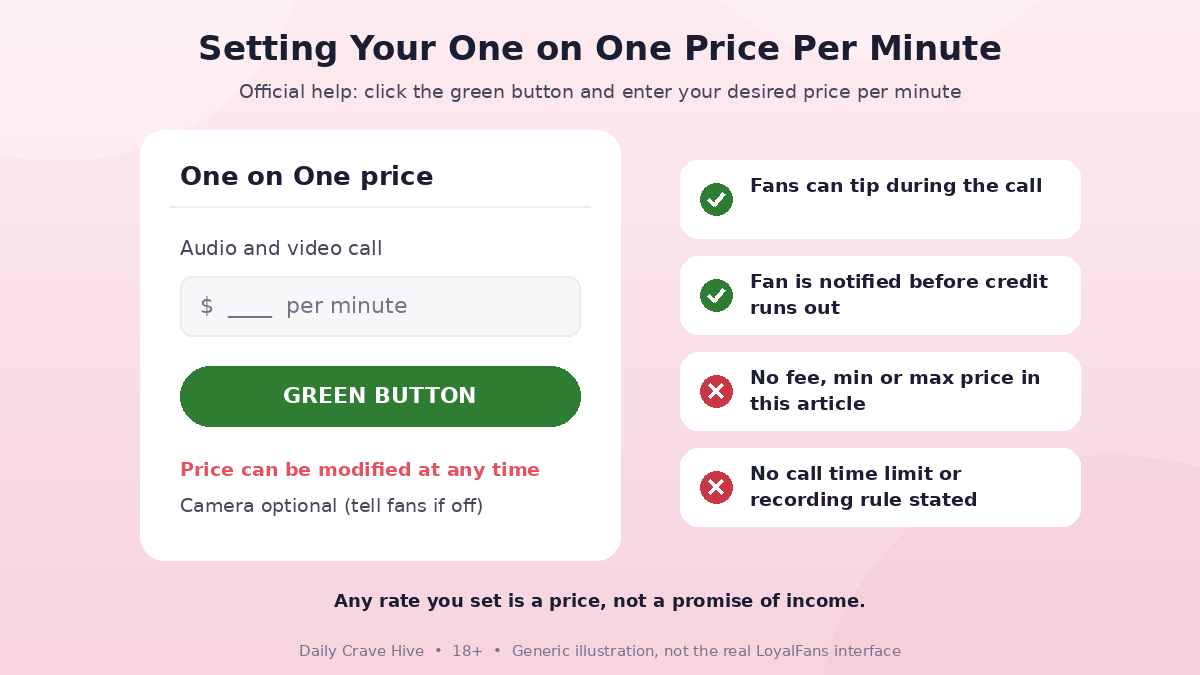 Setting Your One on One Price Per Minute
Official help: click the green button and enter your desired price per minute
One on One price
Audio and video call
$ ____ per minute
GREEN BUTTON
Price can be modified at any time
Camera optional (tell fans if off)
Fans can tip during the call
Fan is notified before credit
runs out
No fee, min or max price in
this article
No call time limit or
recording rule stated
Any rate you set is a price, not a promise of income.
Daily Crave Hive • 18+ • Generic illustration, not the real LoyalFans interface